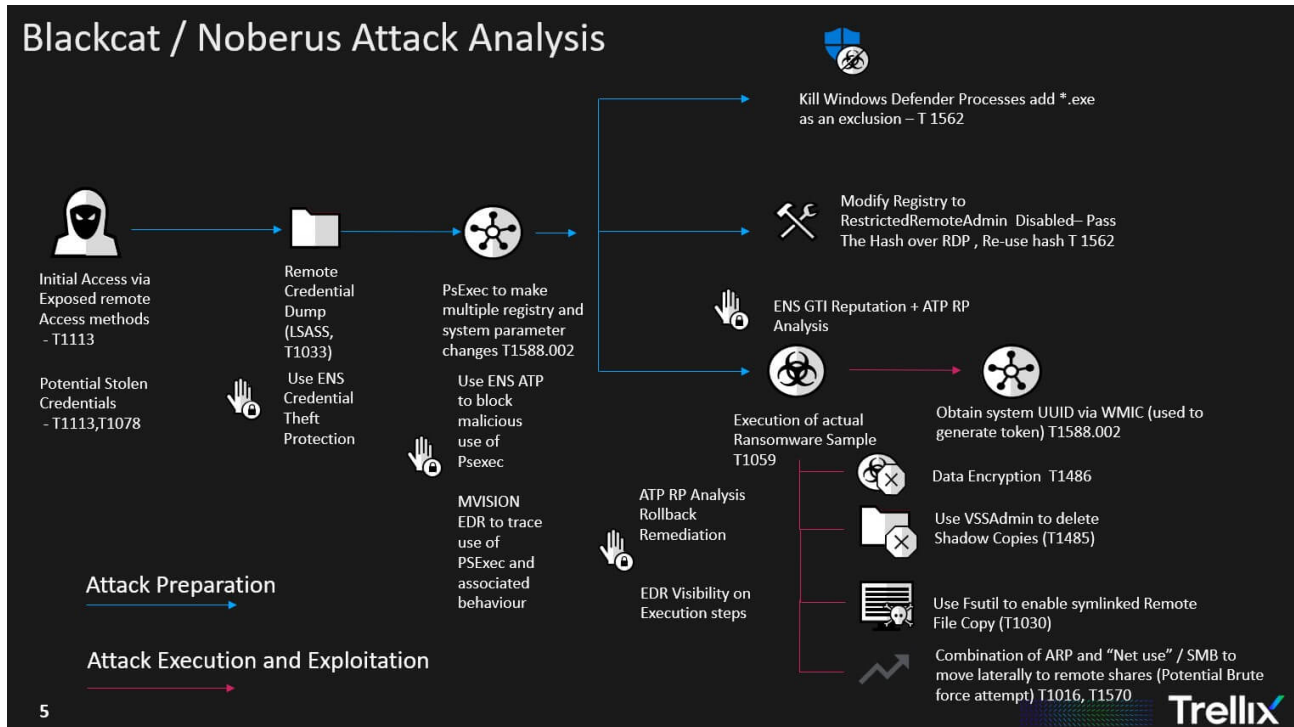 Blackcat / Noberus Attack Analysis
Kill Windows Defender Processes add *.exe
as an exclusion – T 1562
Modify Registry to
RestrictedRemoteAdmin Disabled– Pass
The Hash over RDP , Re-use hash T 1562
Initial Access via
Exposed remote
Access methods
- T1113
Potential Stolen
Credentials
- T1113,T1078
Remote
Credential
Dump
(LSASS,
T1033)
Use ENS
Credential
Theft
Protection
PsExec to make
multiple registry and
system parameter
changes T1588.002
Use ENS ATP
to block
malicious
use of
Psexec
MVISION
EDR to trace
use of
PSExec and
associated
behaviour
ENS GTI Reputation + ATP RP
Analysis
Execution of actual
Ransomware Sample
T1059
Obtain system UUID via WMIC (used to
generate token) T1588.002
ATP RP Analysis
Rollback
Remediation
EDR Visibility on
Execution steps
Data Encryption T1486
Use VSSAdmin to delete
Shadow Copies (T1485)
Use Fsutil to enable symlinked Remote
File Copy (T1030)
Combination of ARP and “Net use” / SMB to
move laterally to remote shares (Potential Brute
force attempt) T1016, T1570
Attack Preparation
Attack Execution and Exploitation
5
Trellix